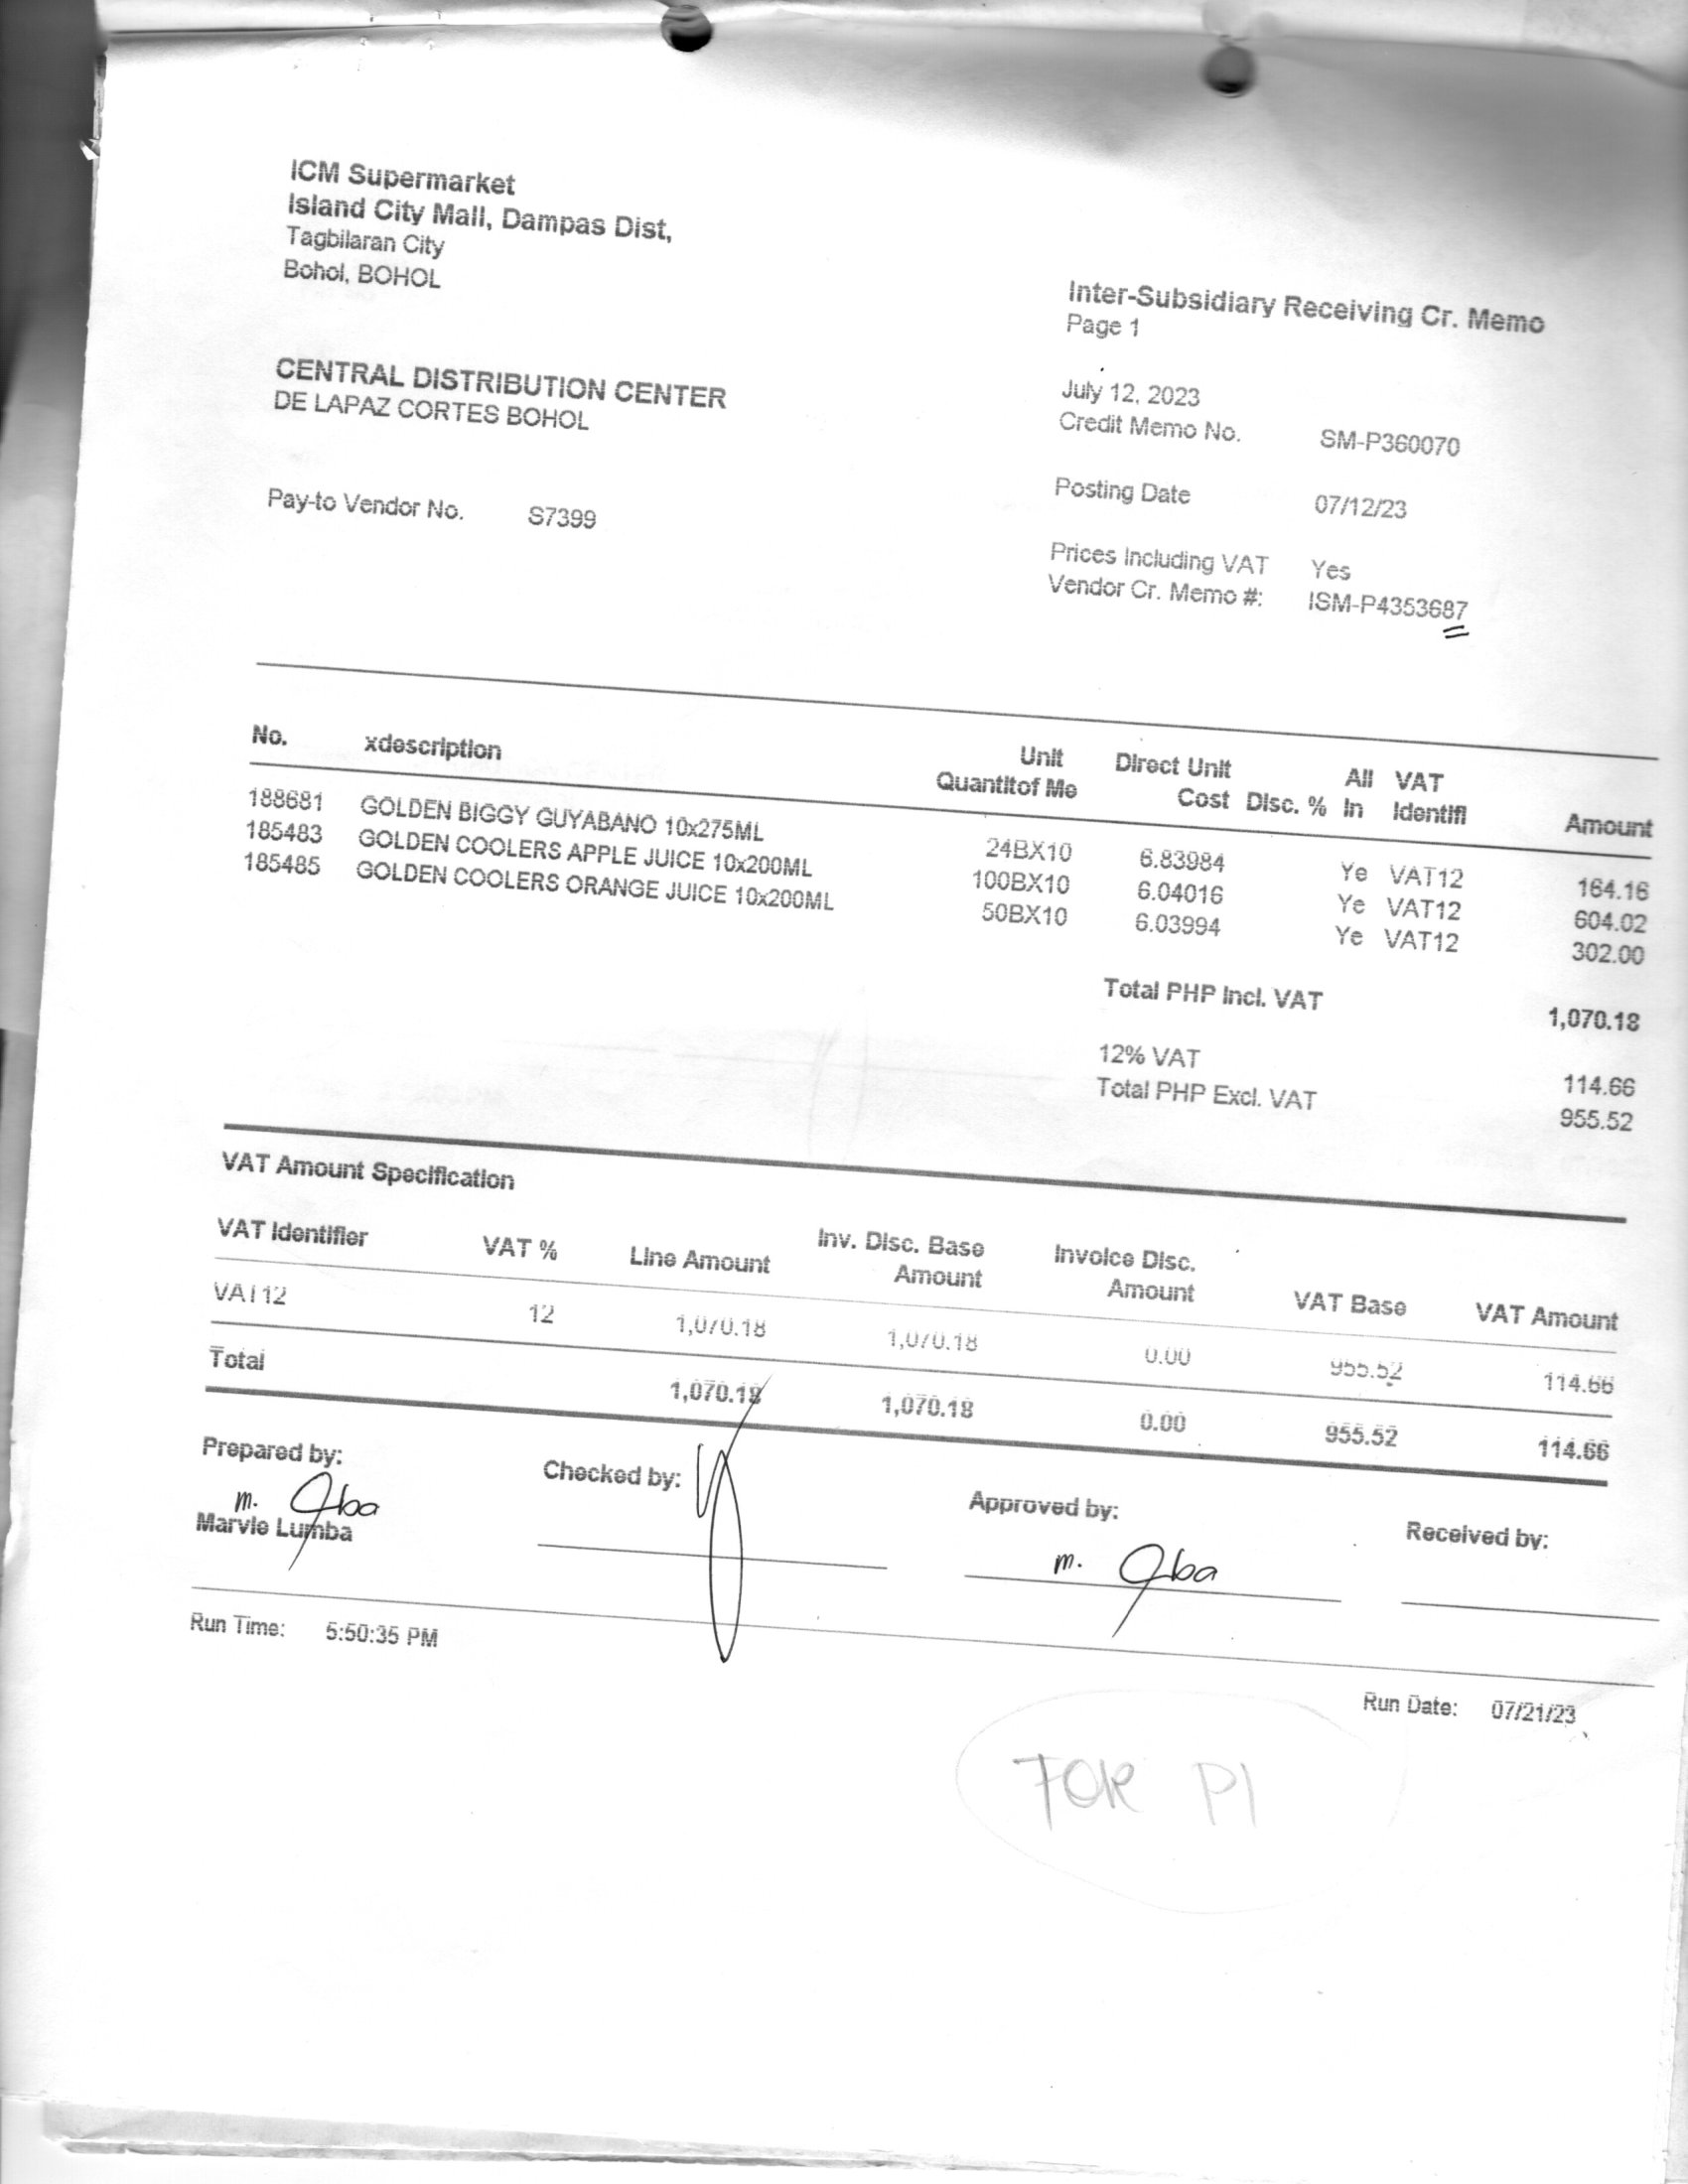 ICM Supermarket
Island City Mall, Dampas Dist,
Tagbilaran City
Bohol, BOHOL
Inter-Subsidiary Receiving Cr. Memo
Page 1
CENTRAL DISTRIBUTION CENTER
DE LAPAZ CORTES BOHOL
July 12, 2023
Credit Memo No. SM-P360070
Pay-to Vendor No. S7399
Posting Date 07/12/23
Prices Including VAT Yes
Vendor Cr. Memo #: ISM-P4353687
No. xdescription Unit Direct Unit All VAT
Quantitof Me Cost Disc. % In Identifi Amount
188681 GOLDEN BIGGY GUYABANO 10x275ML 24BX10 6.83984 Ye VAT12 164.16
185483 GOLDEN COOLERS APPLE JUICE 10x200ML 100BX10 6.04016 Ye VAT12 604.02
185485 GOLDEN COOLERS ORANGE JUICE 10x200ML 50BX10 6.03994 Ye VAT12 302.00
Total PHP Incl. VAT 1,070.18
12% VAT 114.66
Total PHP Excl. VAT 955.52
VAT Amount Specification
VAT Identifier VAT % Line Amount Inv. Disc. Base Invoice Disc. VAT Base VAT Amount
Amount Amount
VAT12 12 1,070.18 1,070.18 0.00 955.52 114.66
Total 1,070.18 1,070.18 0.00 955.52 114.66
Prepared by: Checked by: Approved by: Received by:
Marvie Lumba
Run Time: 5:50:35 PM
Run Date: 07/21/23
FOR PI